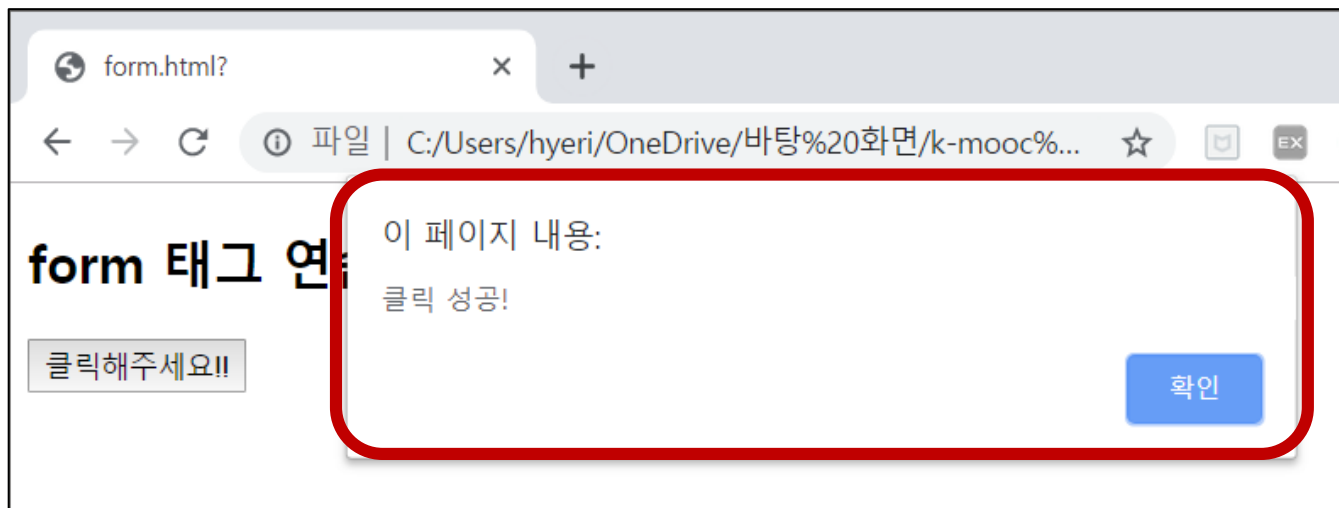 form.html?
파일 | C:/Users/hyeri/OneDrive/바탕%20화면/k-mooc%...
EX
이 페이지 내용:
form 태그
클릭 성공!
클릭해주세요!!
확인